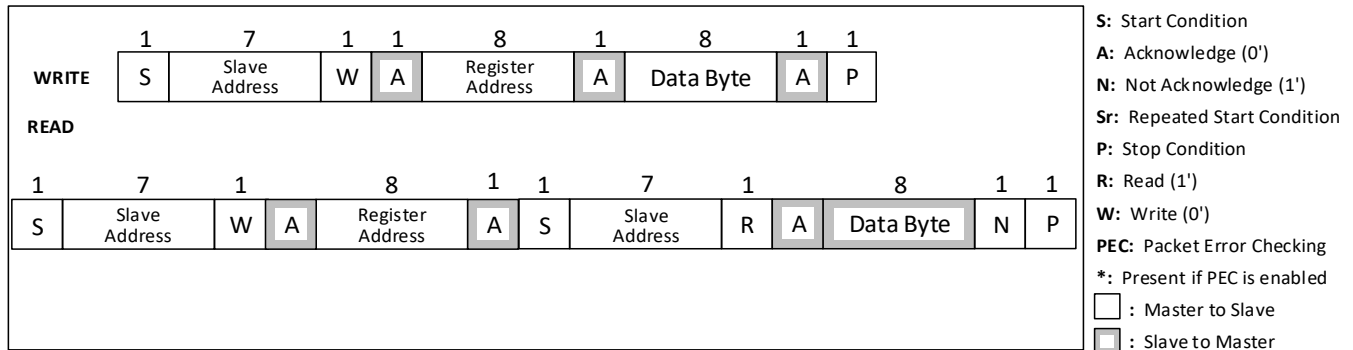 1 7 1 1 8 1 8 1 1
WRITE S Slave Address W A Register Address A Data Byte A P
READ
1 7 1 8 1 1 7 1 8 1 1
S Slave Address W A Register Address A S Slave Address R A Data Byte N P
S: Start Condition
A: Acknowledge (0')
N: Not Acknowledge (1')
Sr: Repeated Start Condition
P: Stop Condition
R: Read (1')
W: Write (0')
PEC: Packet Error Checking
*: Present if PEC is enabled
: Master to Slave
: Slave to Master